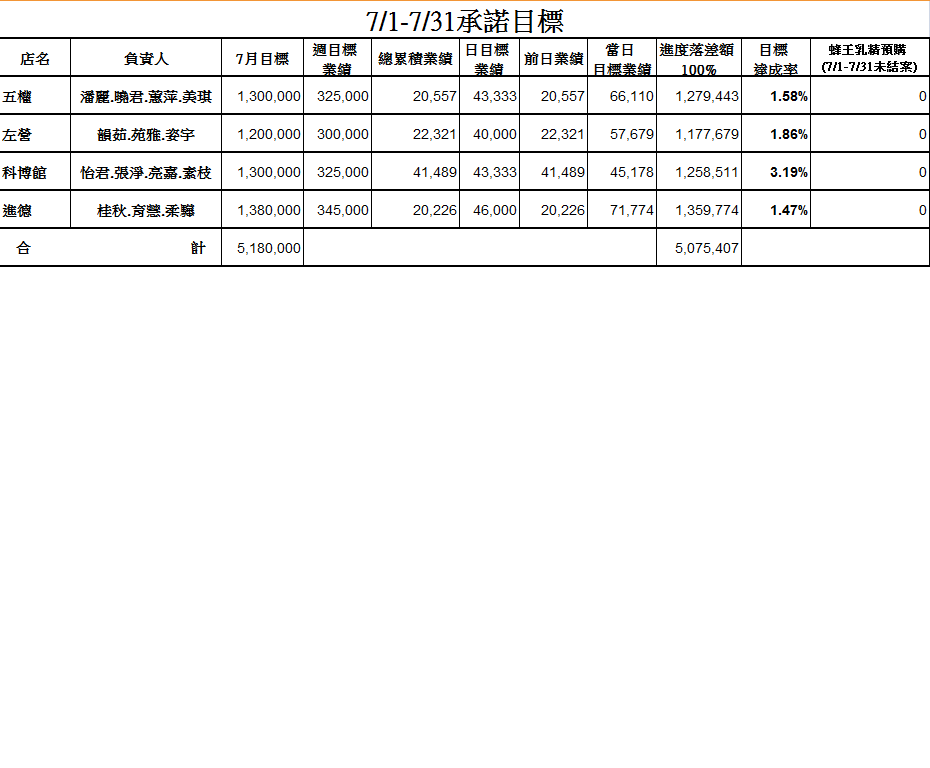 7/1-7/31承諾目標
店名 負責人 7月目標 週目標業績 總累積業績 日目標業績 前日業績 當日目標業績 進度落差額100% 目標達成率 蜂王乳精預購(7/1-7/31未結案)
五權 潘麗.曉君.蕙萍.美琪 1,300,000 325,000 20,557 43,333 20,557 66,110 1,279,443 1.58% 0
左營 韻茹.苑雅.姿宇 1,200,000 300,000 22,321 40,000 22,321 57,679 1,177,679 1.86% 0
科博館 怡君.張淨.亮嘉.素枝 1,300,000 325,000 41,489 43,333 41,489 45,178 1,258,511 3.19% 0
進德 桂秋.育慧.柔驊 1,380,000 345,000 20,226 46,000 20,226 71,774 1,359,774 1.47% 0
合 計 5,180,000 5,075,407